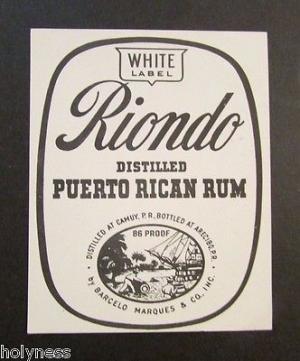 WHITE
LABEL
Riondo
DISTILLED
PUERTO RICAN RUM
DISTILLED AT CAMUY, P.R., BOTTLED AT ARECIBO, P.R.
86 PROOF
BY BARCELO MARQUES & CO., INC.
holyness